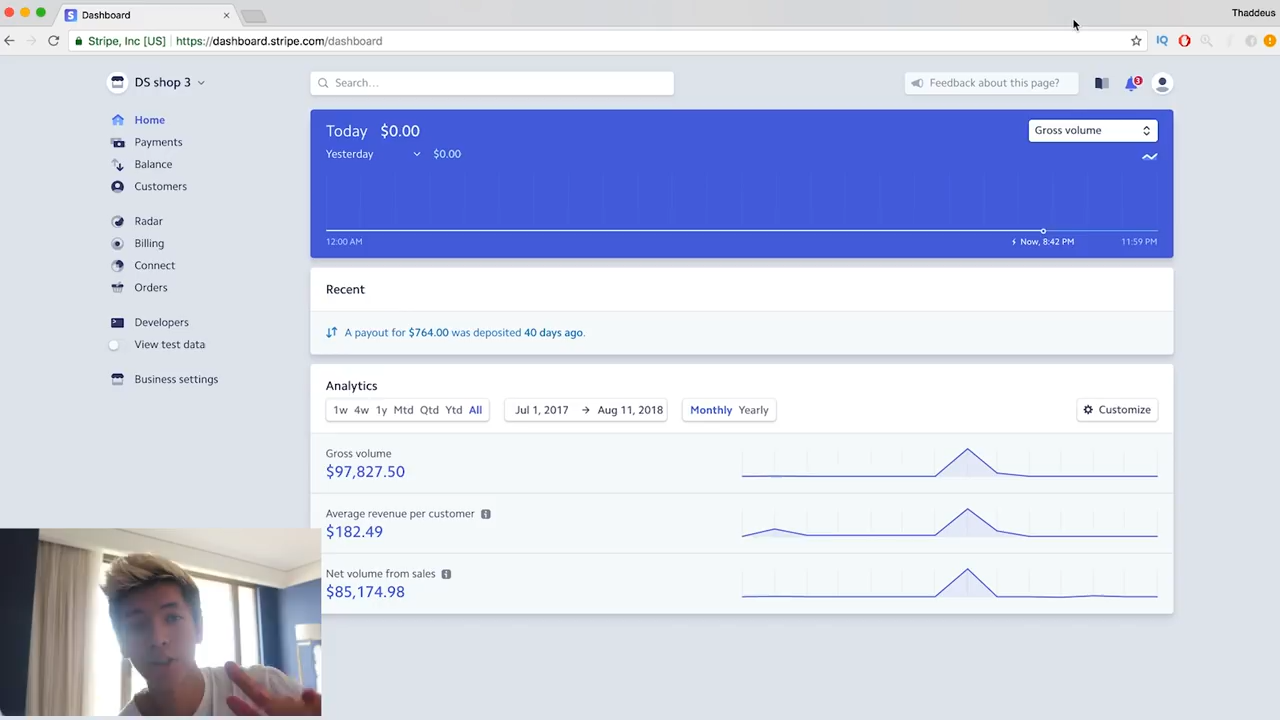 Dashboard
Thaddeus
Stripe, Inc [US] https://dashboard.stripe.com/dashboard
IQ
DS shop 3
Search…
Feedback about this page?
3
Home
Payments
Balance
Customers
Radar
Billing
Connect
Orders
Developers
View test data
Business settings
Today $0.00
Gross volume
Yesterday $0.00
12:00 AM
Now, 8:42 PM
11:59 PM
Recent
A payout for $764.00 was deposited 40 days ago.
Analytics
1w 4w 1y Mtd Qtd Ytd All
Jul 1, 2017 → Aug 11, 2018
Monthly Yearly
Customize
Gross volume
$97,827.50
Average revenue per customer
$182.49
Net volume from sales
$85,174.98